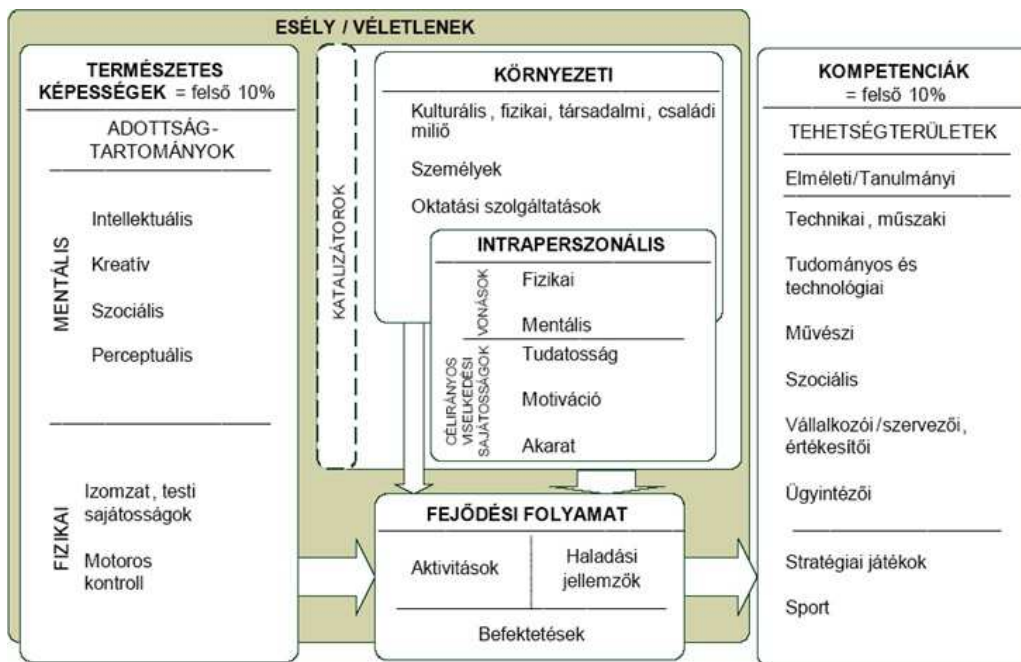 ESÉLY / VÉLETLENEK
TERMÉSZETES
KÉPESSÉGEK = felső 10%
ADOTTSÁG-
TARTOMÁNYOK
MENTÁLIS
Intellektuális
Kreatív
Szociális
Perceptuális
FIZIKAI
Izomzat, testi
sajátosságok
Motoros
kontroll
KATALIZÁTOROK
KÖRNYEZETI
Kulturális, fizikai, társadalmi, családi
miliő
Személyek
Oktatási szolgáltatások
INTRAPERSZONÁLIS
VONÁSOK
Fizikai
Mentális
CÉLIRÁNYOS
VISELKEDÉSI
SAJÁTOSSÁGOK
Tudatosság
Motiváció
Akarat
FEJŐDÉSI FOLYAMAT
Aktivitások
Haladási
jellemzők
Befektetések
KOMPETENCIÁK
= felső 10%
TEHETSÉGTERÜLETEK
Elméleti/Tanulmányi
Technikai, műszaki
Tudományos és
technológiai
Művészi
Szociális
Vállalkozói/szervezői,
értékesítői
Ügyintézői
Stratégiai játékok
Sport